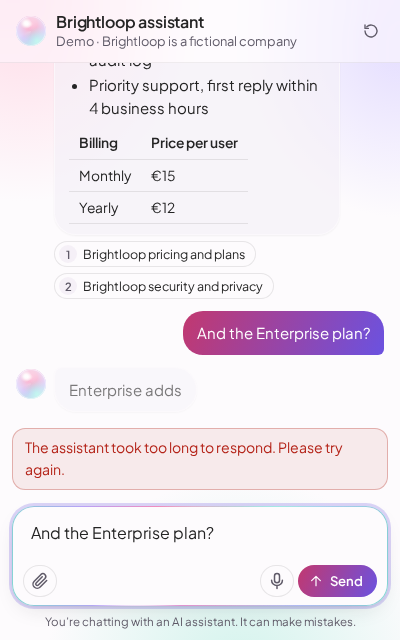 Brightloop assistant
Demo · Brightloop is a fictional company
audit log
• Priority support, first reply within
4 business hours
Billing Price per user
Monthly €15
Yearly €12
1 Brightloop pricing and plans
2 Brightloop security and privacy
And the Enterprise plan?
Enterprise adds
The assistant took too long to respond. Please try
again.
And the Enterprise plan?
Send
You're chatting with an AI assistant. It can make mistakes.